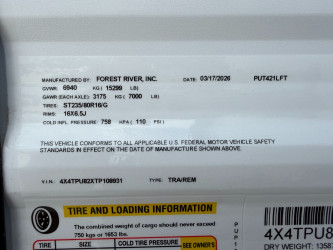 MANUFACTURED BY: FOREST RIVER, INC. DATE: 03/17/2026 PUT421LFT
GVWR: 6940 KG ( 15299 LB)
GAWR (EACH AXLE): 3175 KG ( 7000 LB)
TIRES: ST235/80R16/G
RIMS: 16X6.5J
COLD INFL. PRESSURE: 758 kPA ( 110 PSI )
THIS VEHICLE CONFORMS TO ALL APPLICABLE U.S. FEDERAL MOTOR VEHICLE SAFETY
STANDARDS IN EFFECT ON THE DATE OF MANUFACTURE SHOWN ABOVE.
V.I.N.: 4X4TPU82XTP108931 TYPE: TRA/REM
TIRE AND LOADING INFORMATION
The combined weight of cargo should never exceed
750 kgs or 1653 lbs.
TIRE SIZE COLD TIRE PRESSURE SEE OWNER'S
4X4TPU8
DRY WEIGHT: